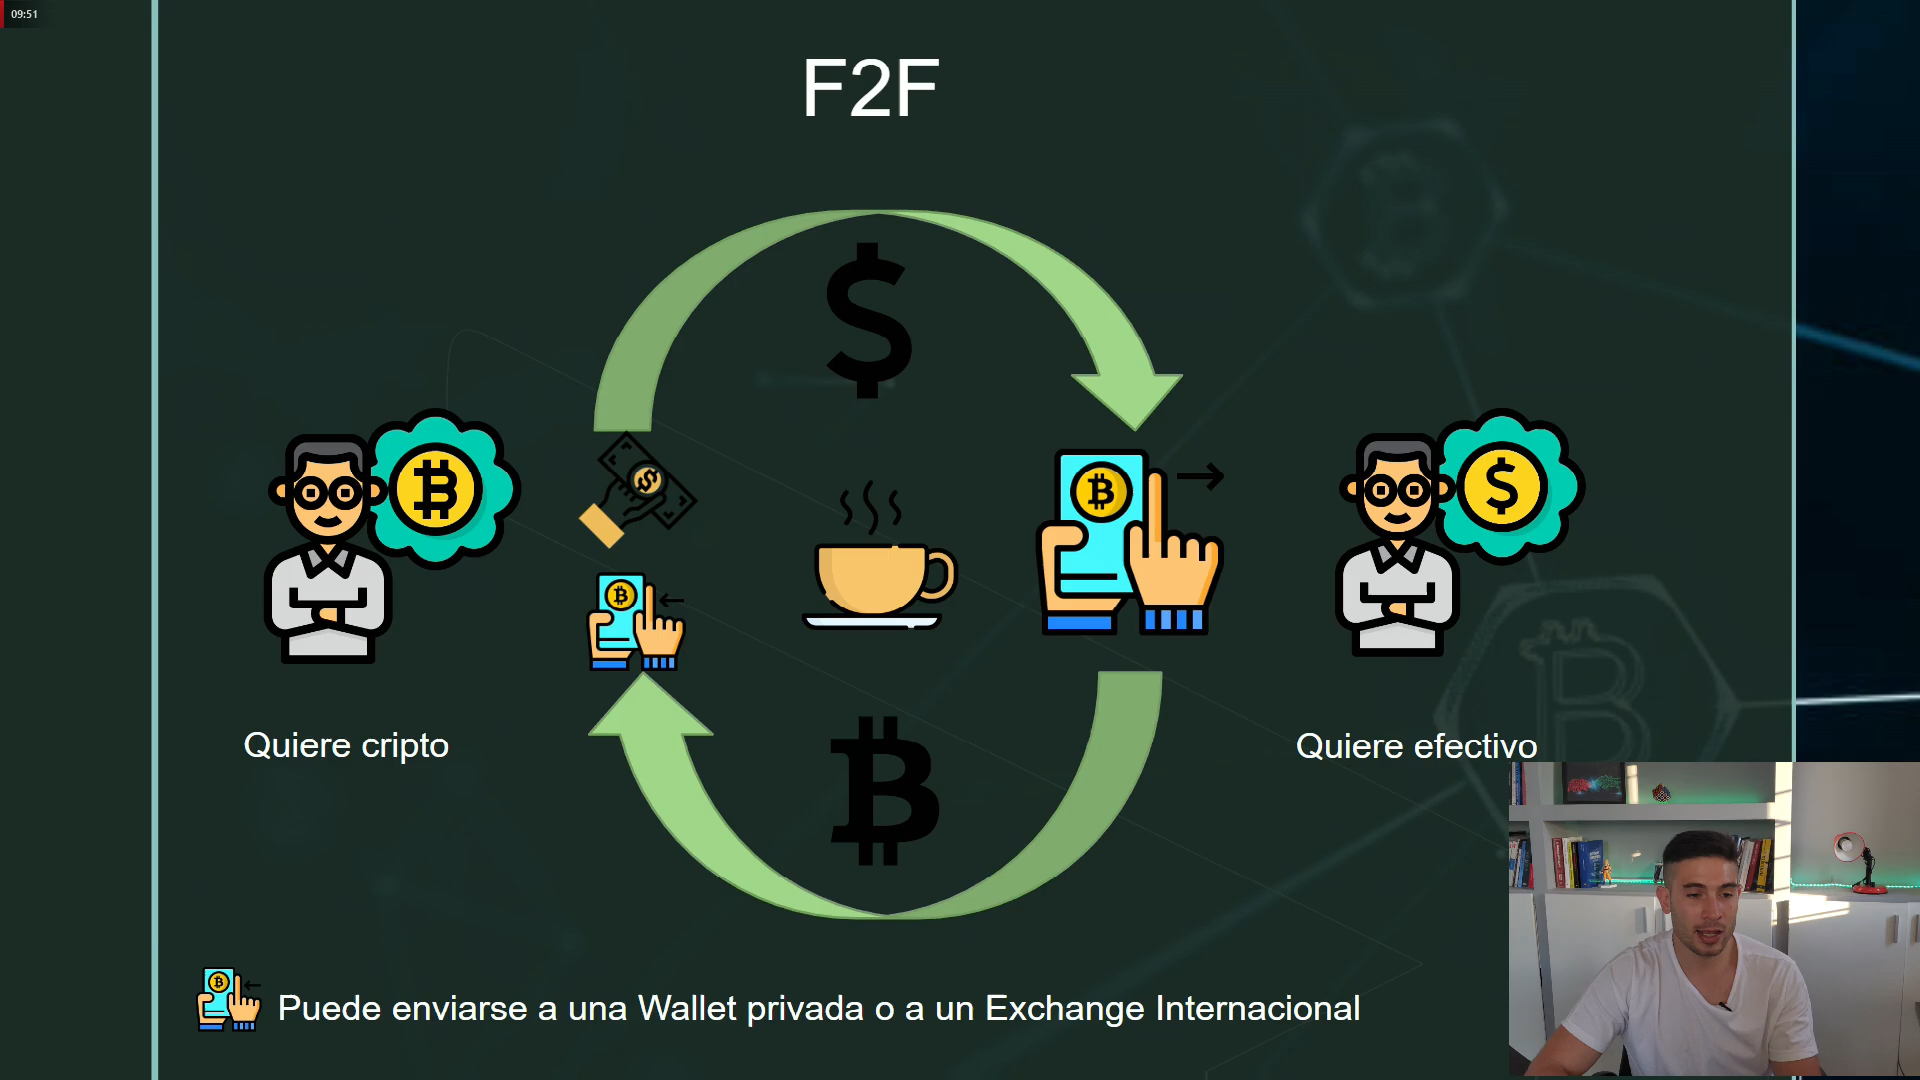 09:51
F2F
Quiere cripto
Quiere efectivo
Puede enviarse a una Wallet privada o a un Exchange Internacional